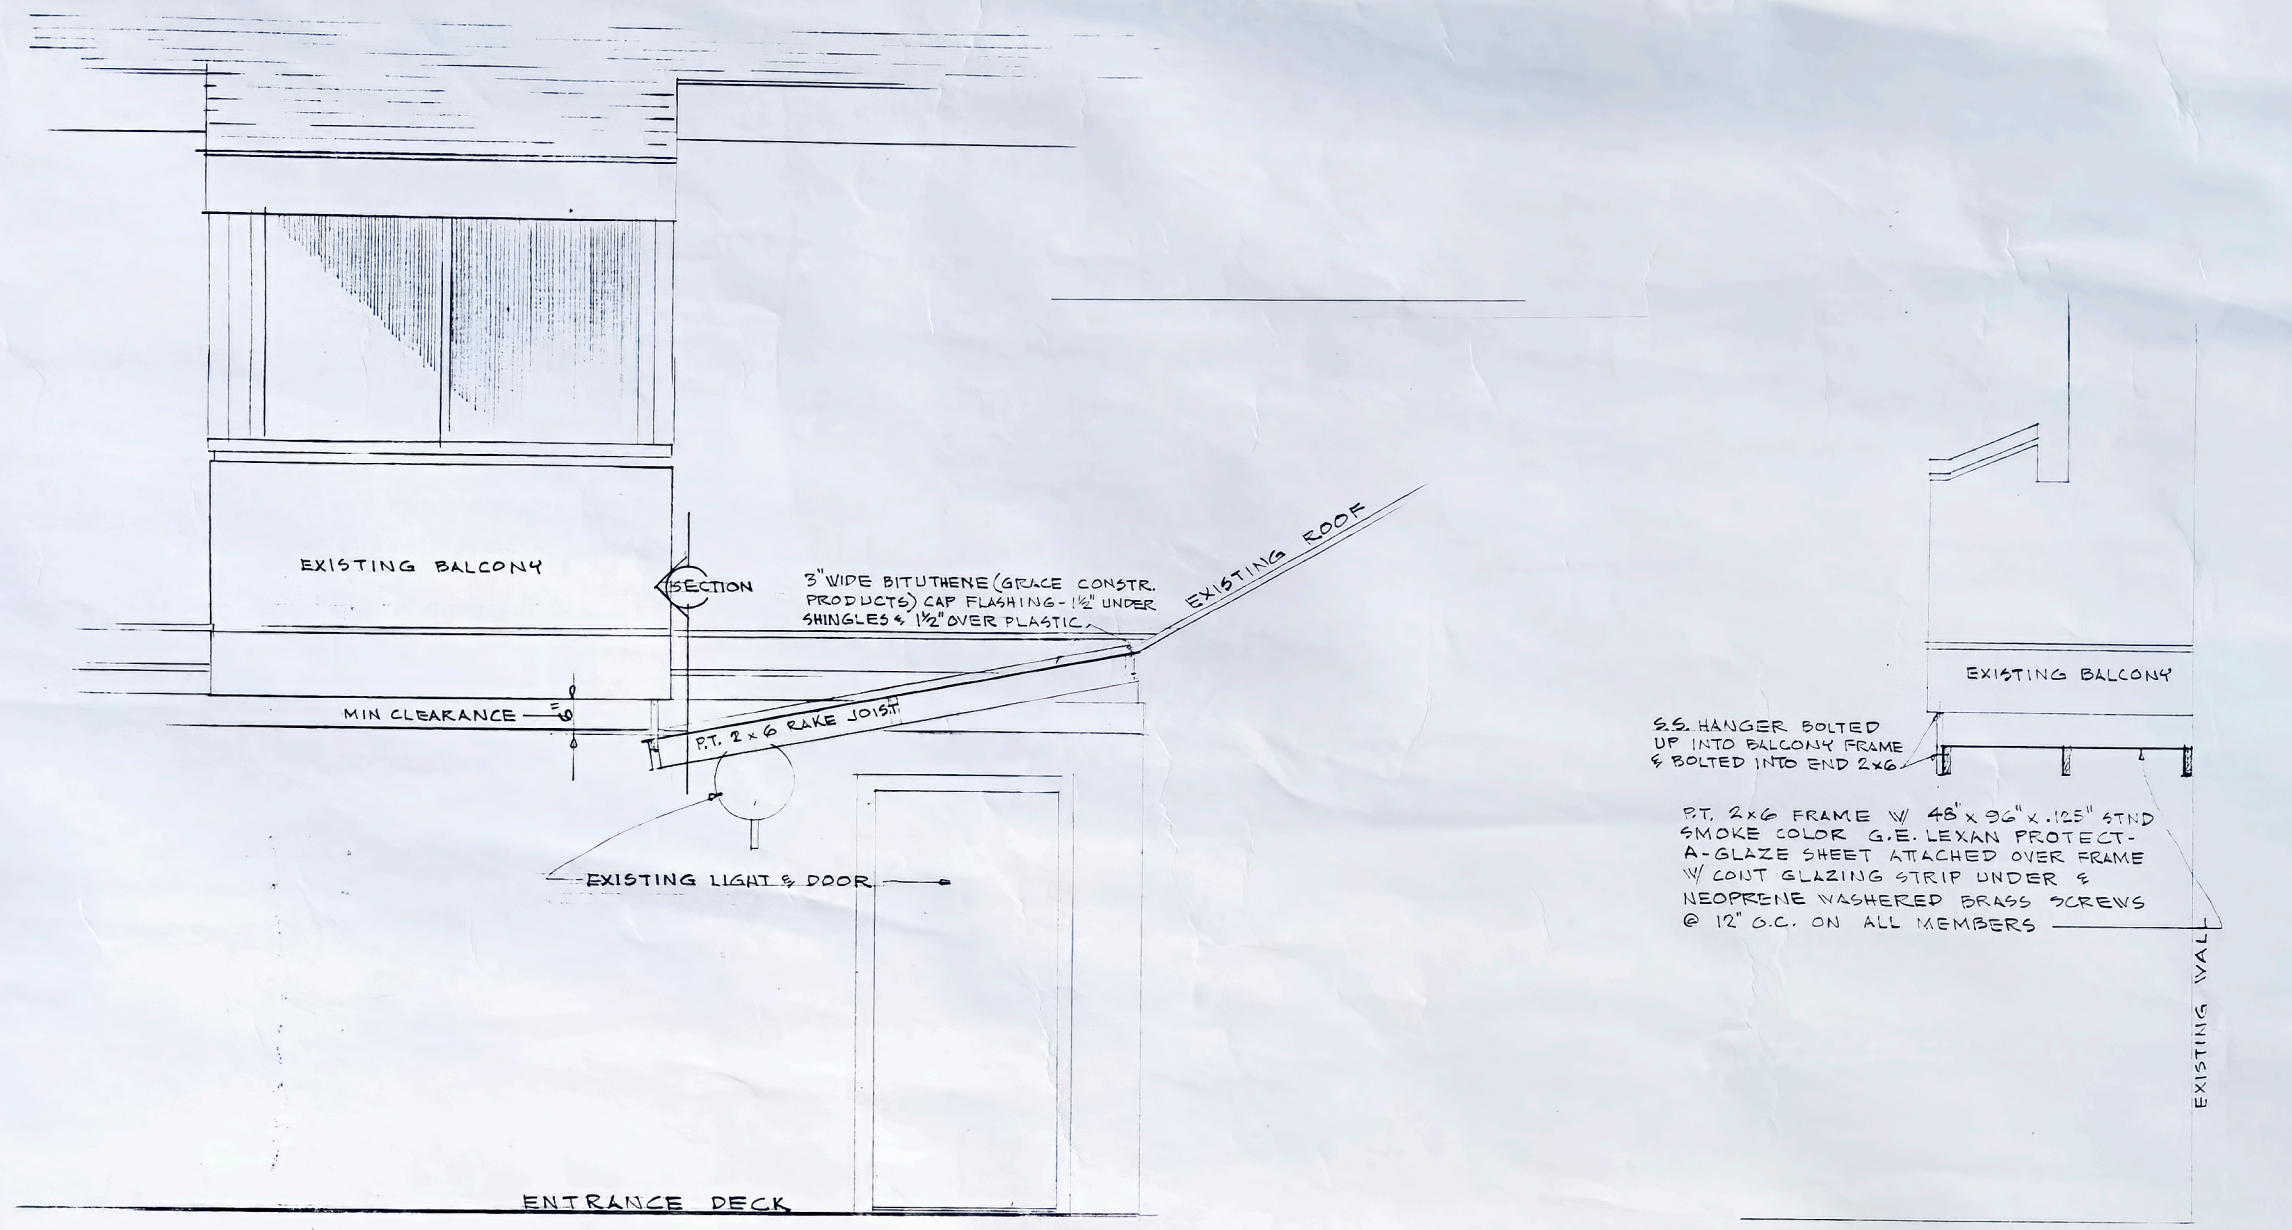 EXISTING BALCONY
SECTION
3" WIDE BITUTHENE (GRACE CONSTR.
PRODUCTS) CAP FLASHING - 1½" UNDER
SHINGLES & 1½" OVER PLASTIC
EXISTING ROOF
MIN CLEARANCE
6"
P.T. 2x6 RAKE JOIST
EXISTING LIGHT & DOOR
ENTRANCE DECK
EXISTING BALCONY
S.S. HANGER BOLTED
UP INTO BALCONY FRAME
& BOLTED INTO END 2x6
P.T. 2x6 FRAME W/ 48" x 96" x .125" STND
SMOKE COLOR G.E. LEXAN PROTECT-
A-GLAZE SHEET ATTACHED OVER FRAME
W/ CONT GLAZING STRIP UNDER &
NEOPRENE WASHERED BRASS SCREWS
@ 12" O.C. ON ALL MEMBERS
EXISTING WALL